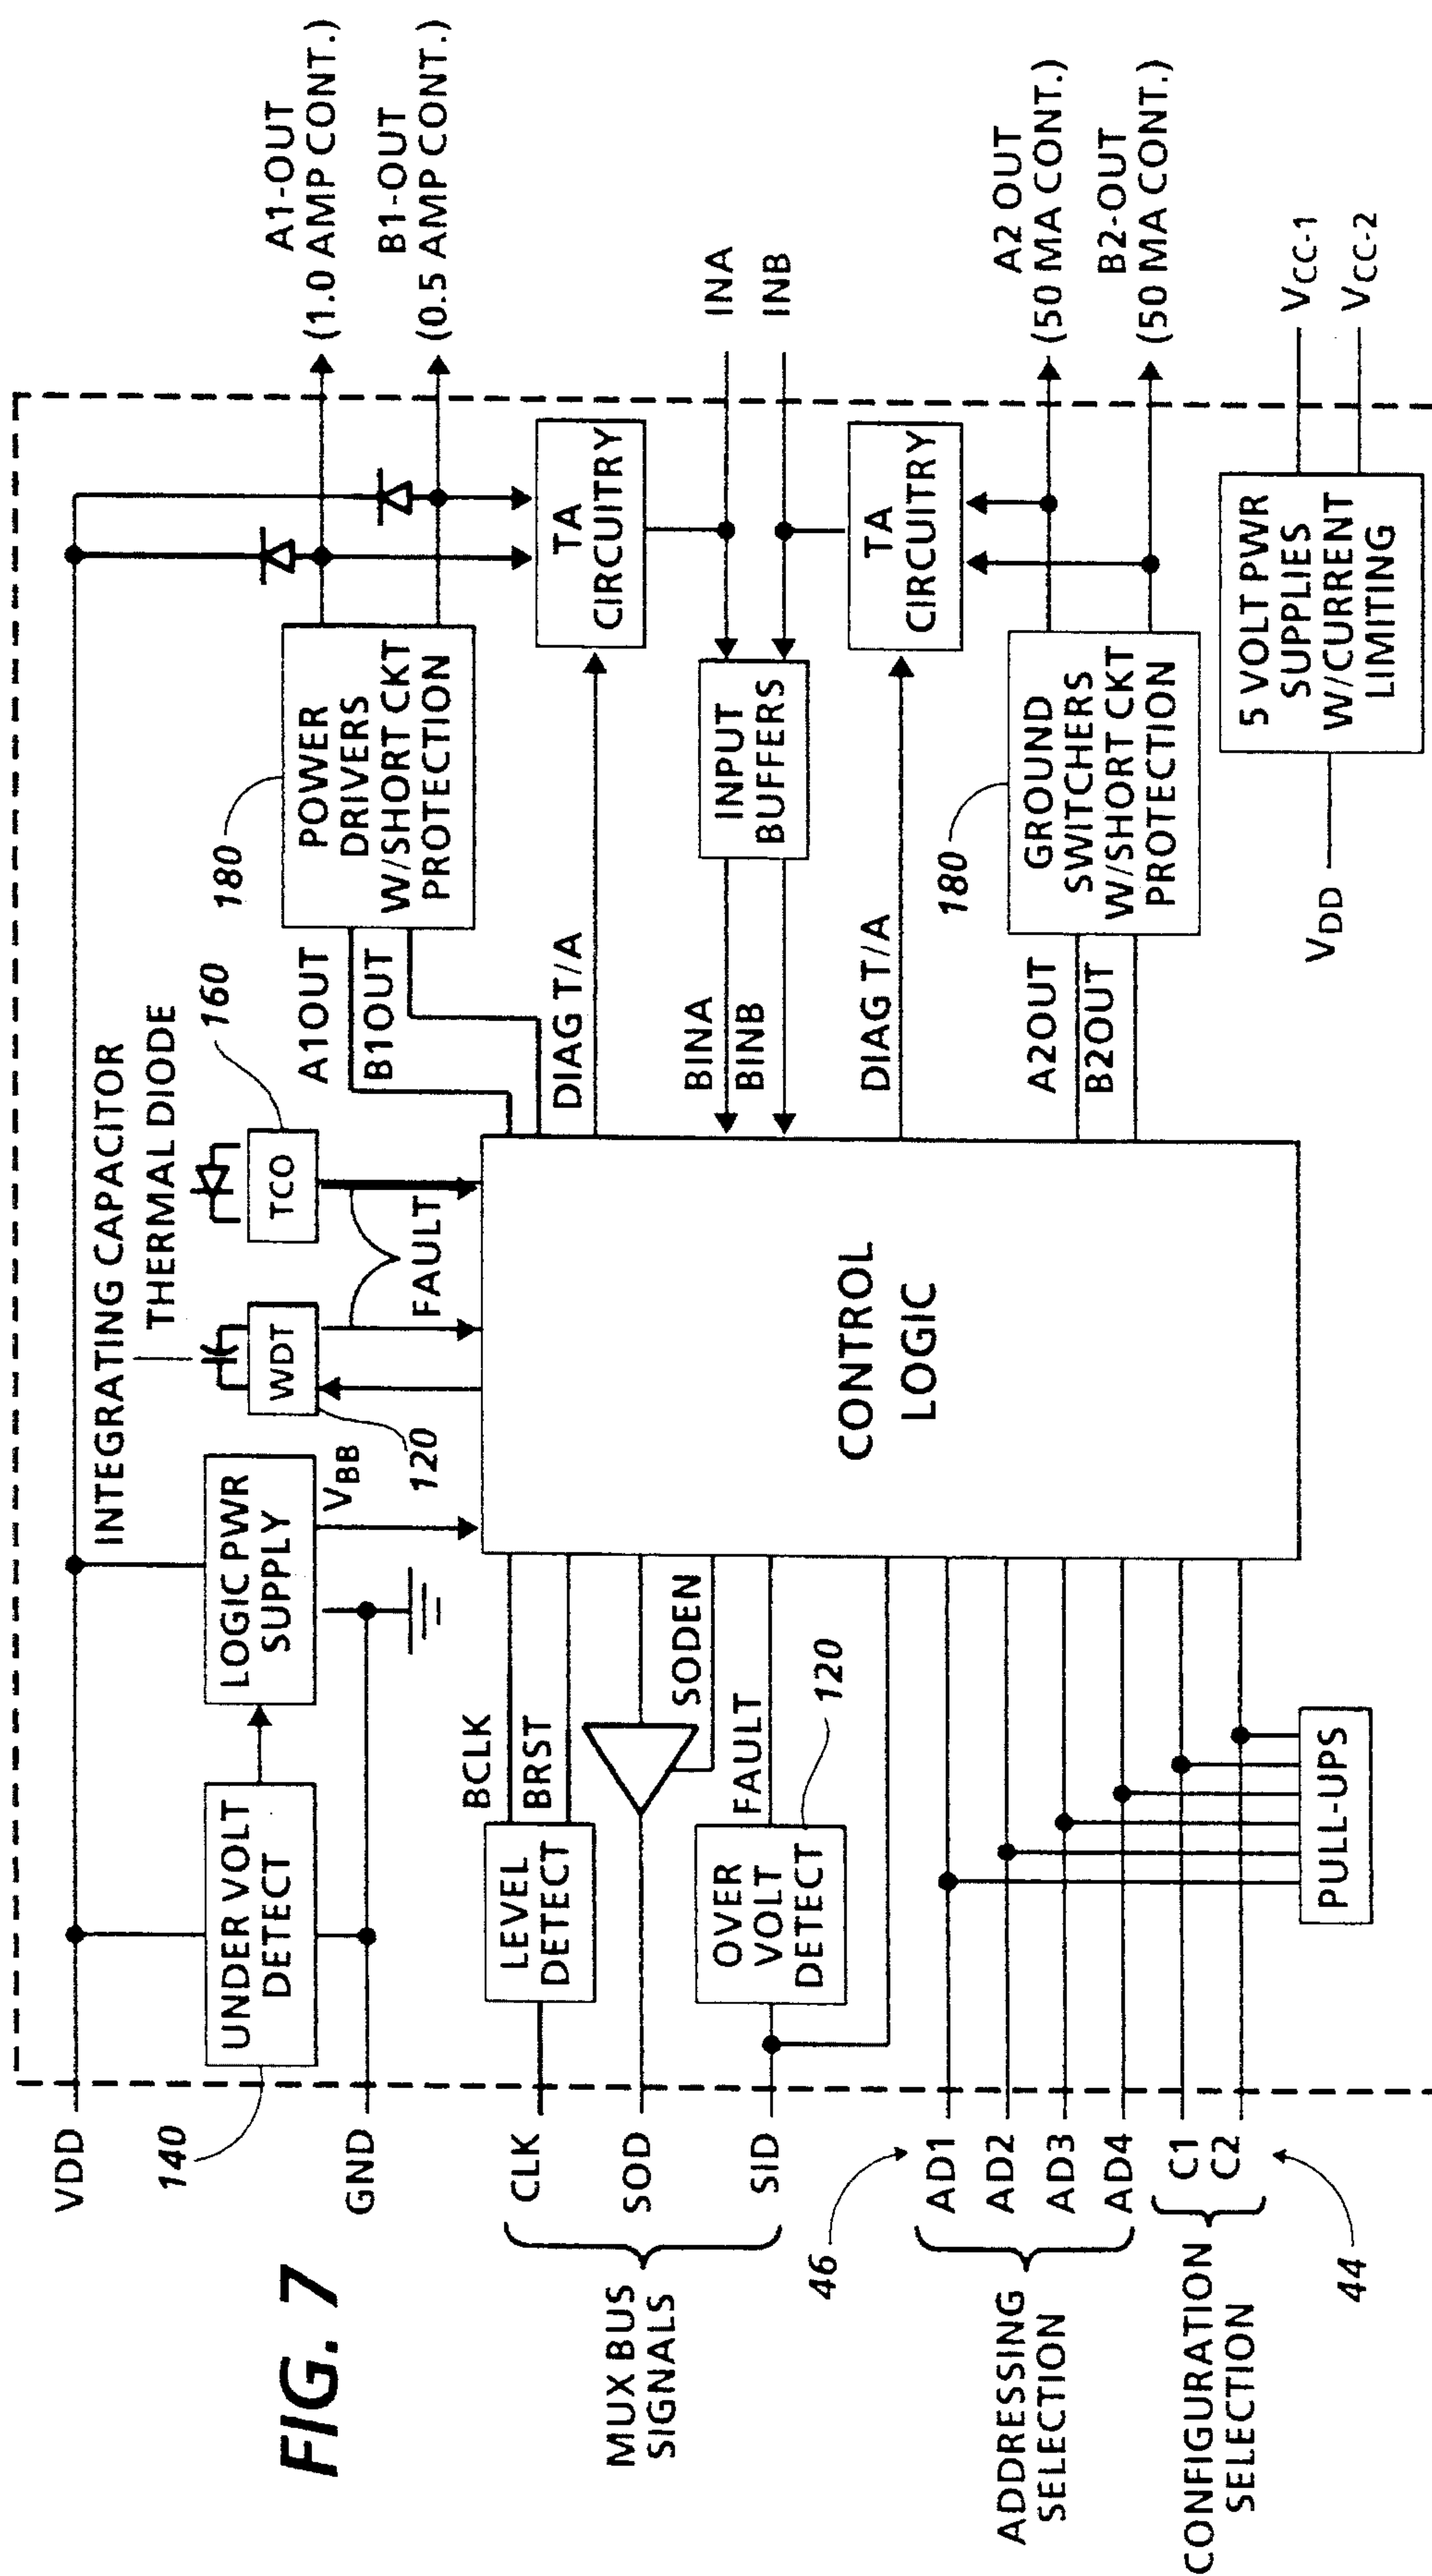 FIG. 7
VDD
140
GND
UNDER VOLT
DETECT
LOGIC PWR
SUPPLY
VBB
INTEGRATING CAPACITOR
THERMAL DIODE
WDT
120
TCO
160
FAULT
A1OUT
B1OUT
180
POWER
DRIVERS
W/SHORT CKT
PROTECTION
A1-OUT
(1.0 AMP CONT.)
B1-OUT
(0.5 AMP CONT.)
MUX BUS
SIGNALS
CLK
SOD
SID
LEVEL
DETECT
BCLK
BRST
SODEN
OVER
VOLT
DETECT
FAULT
120
CONTROL
LOGIC
DIAG T/A
TA
CIRCUITRY
BINA
BINB
INPUT
BUFFERS
INA
INB
DIAG T/A
TA
CIRCUITRY
A2OUT
B2OUT
180
GROUND
SWITCHERS
W/SHORT CKT
PROTECTION
A2 OUT
(50 MA CONT.)
B2-OUT
(50 MA CONT.)
46
ADDRESSING
SELECTION
AD1
AD2
AD3
AD4
CONFIGURATION
SELECTION
C1
C2
44
PULL-UPS
VDD
5 VOLT PWR
SUPPLIES
W/CURRENT
LIMITING
VCC-1
VCC-2